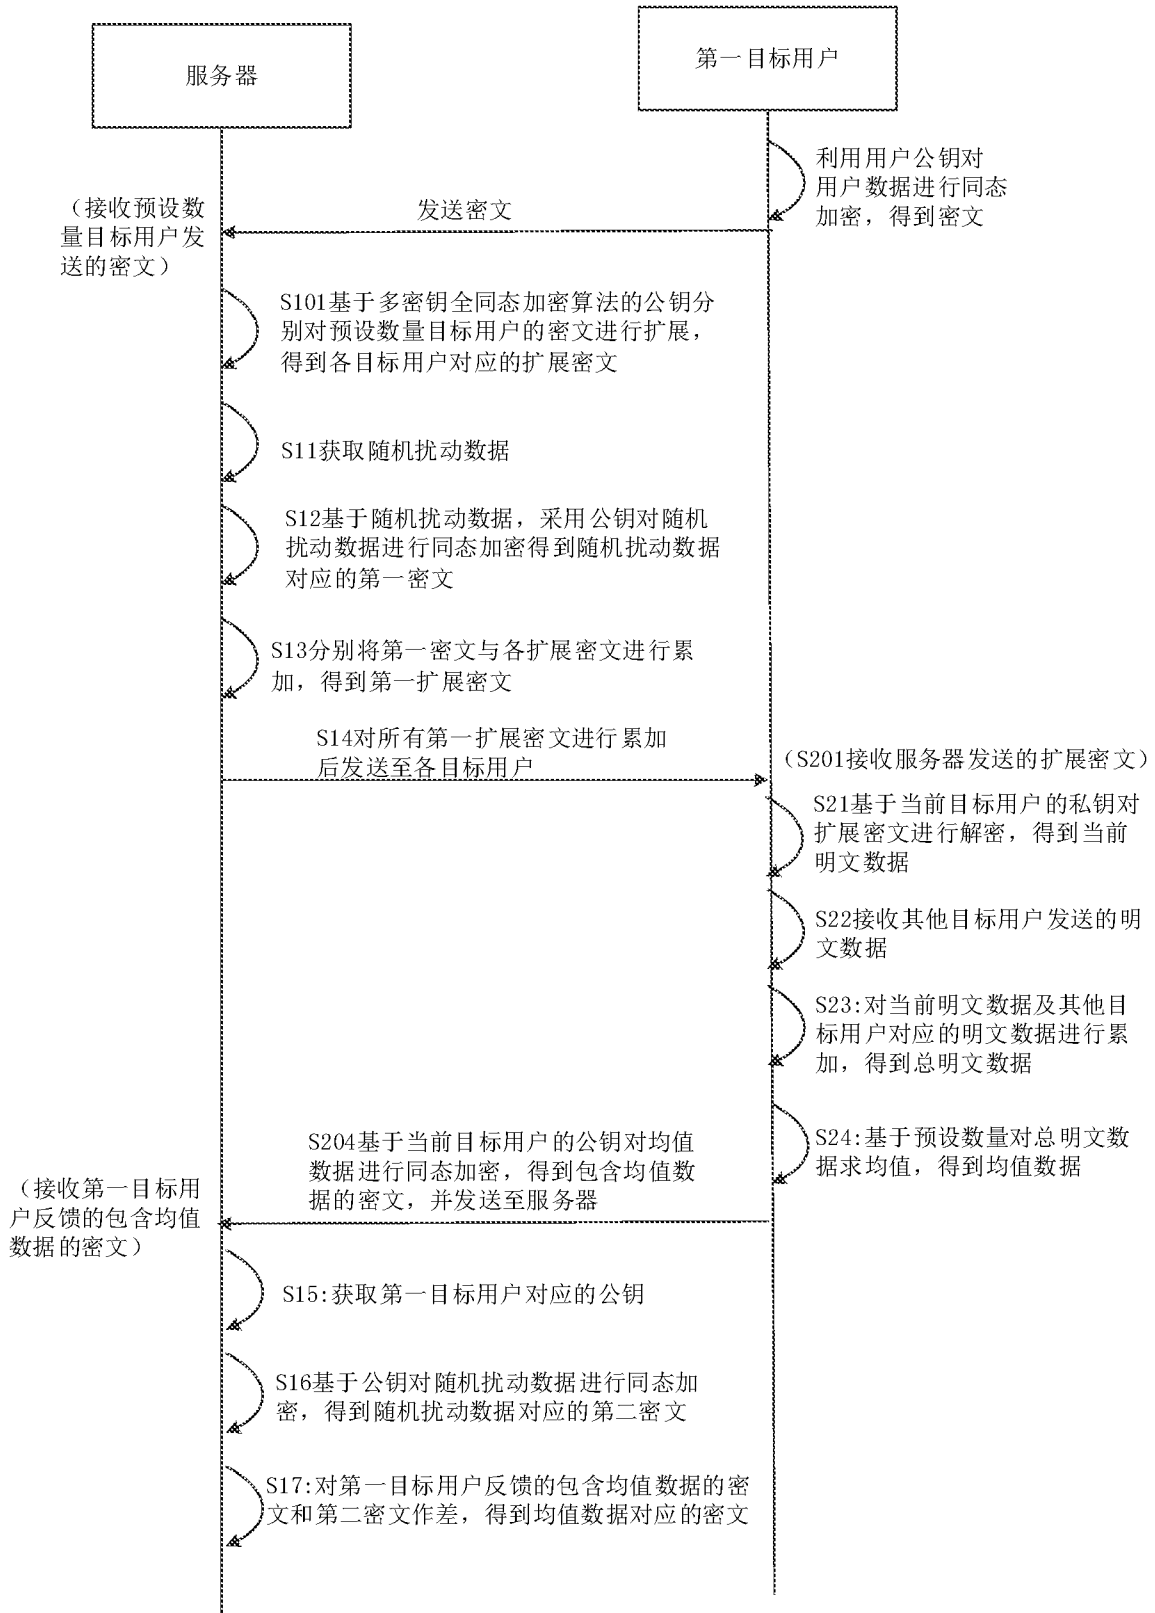 服务器
第一目标用户
利用用户公钥对
用户数据进行同态
加密，得到密文
发送密文
（接收预设数
量目标用户发
送的密文）
S101基于多密钥全同态加密算法的公钥分
别对预设数量目标用户的密文进行扩展，
得到各目标用户对应的扩展密文
S11获取随机扰动数据
S12基于随机扰动数据，采用公钥对随机
扰动数据进行同态加密得到随机扰动数据
对应的第一密文
S13分别将第一密文与各扩展密文进行累
加，得到第一扩展密文
S14对所有第一扩展密文进行累加
后发送至各目标用户
（S201接收服务器发送的扩展密文）
S21基于当前目标用户的私钥对
扩展密文进行解密，得到当前
明文数据
S22接收其他目标用户发送的明
文数据
S23:对当前明文数据及其他目
标用户对应的明文数据进行累
加，得到总明文数据
S24:基于预设数量对总明文数
据求均值，得到均值数据
S204基于当前目标用户的公钥对均值
数据进行同态加密，得到包含均值数
据的密文，并发送至服务器
（接收第一目标用
户反馈的包含均值
数据的密文）
S15:获取第一目标用户对应的公钥
S16基于公钥对随机扰动数据进行同态加
密，得到随机扰动数据对应的第二密文
S17:对第一目标用户反馈的包含均值数据的密
文和第二密文作差，得到均值数据对应的密文